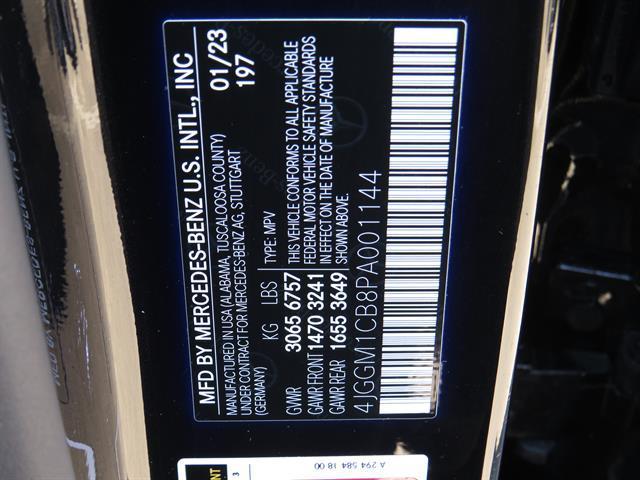 MFD BY MERCEDES-BENZ U.S. INTL., INC
01/23
197
MANUFACTURED IN USA (ALABAMA, TUSCALOOSA COUNTY)
UNDER CONTRACT FOR MERCEDES-BENZ AG, STUTTGART
(GERMANY)
KG LBS TYPE: MPV
GVWR 3065 6757
GAWR FRONT 1470 3241
GAWR REAR 1655 3649
THIS VEHICLE CONFORMS TO ALL APPLICABLE
FEDERAL MOTOR VEHICLE SAFETY STANDARDS
IN EFFECT ON THE DATE OF MANUFACTURE
SHOWN ABOVE.
4JGGM1CB8PA001144
A 294 584 18 00